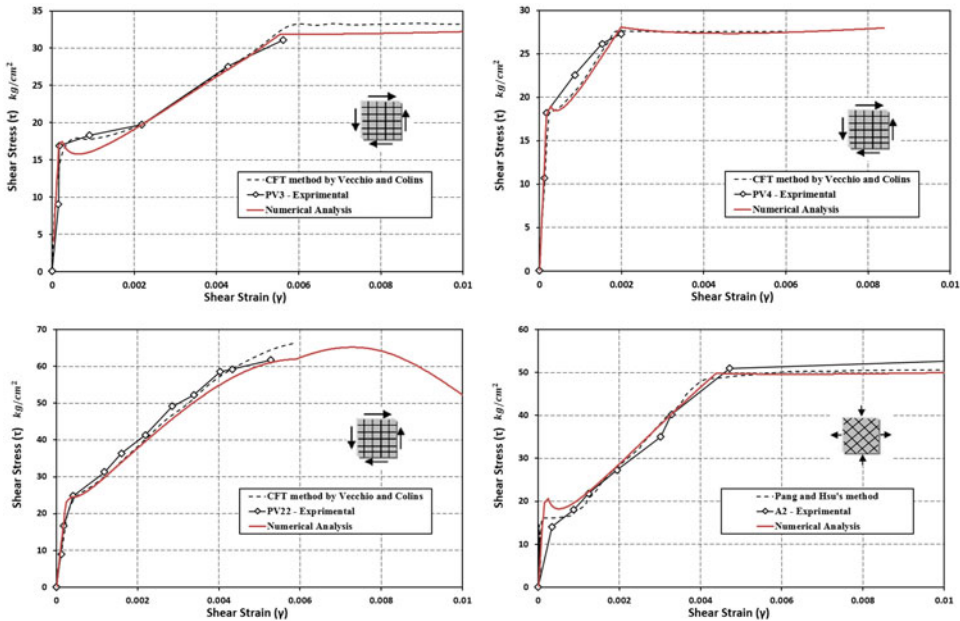 35
30
25
20
15
10
5
0
Shear Stress (τ) kg/cm²
CFT method by Vecchio and Colins
PV3 - Exprimental
Numerical Analysis
0 0.002 0.004 0.006 0.008 0.01
Shear Strain (γ)
30
25
20
15
10
5
0
Shear Stress (τ) kg/cm²
CFT method by Vecchio and Colins
PV4 - Exprimental
Numerical Analysis
0 0.002 0.004 0.006 0.008 0.01
Shear Strain (γ)
70
60
50
40
30
20
10
0
Shear Stress (τ) kg/cm²
CFT method by Vecchio and Colins
PV22 - Exprimental
Numerical Analysis
0 0.002 0.004 0.006 0.008 0.01
Shear Strain (γ)
60
50
40
30
20
10
0
Shear Stress (τ) kg/cm²
Pang and Hsu's method
A2 - Exprimental
Numerical Analysis
0 0.002 0.004 0.006 0.008 0.01
Shear Strain (γ)